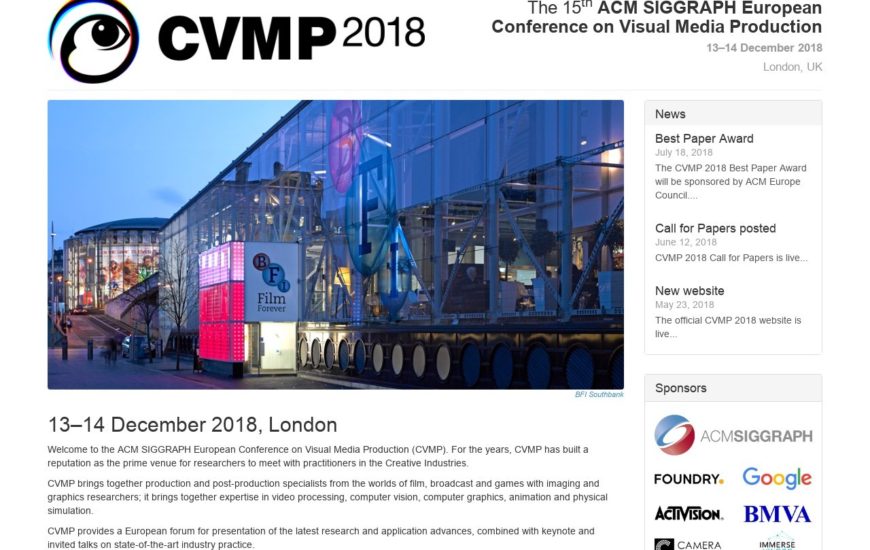 CVMP 2018
The 15th ACM SIGGRAPH European
Conference on Visual Media Production
13–14 December 2018
London, UK
BFI
BFI
Film
Forever
BFI Southbank
13–14 December 2018, London
Welcome to the ACM SIGGRAPH European Conference on Visual Media Production (CVMP). For the years, CVMP has built a
reputation as the prime venue for researchers to meet with practitioners in the Creative Industries.
CVMP brings together production and post-production specialists from the worlds of film, broadcast and games with imaging and
graphics researchers; it brings together expertise in video processing, computer vision, computer graphics, animation and physical
simulation.
CVMP provides a European forum for presentation of the latest research and application advances, combined with keynote and
invited talks on state-of-the-art industry practice.
News
Best Paper Award
July 18, 2018
The CVMP 2018 Best Paper Award
will be sponsored by ACM Europe
Council....
Call for Papers posted
June 12, 2018
CVMP 2018 Call for Papers is live...
New website
May 23, 2018
The official CVMP 2018 website is
live...
Sponsors
ACMSIGGRAPH
FOUNDRY. Google
ACTIVISION. BMVA
CAMERA IMMERSE